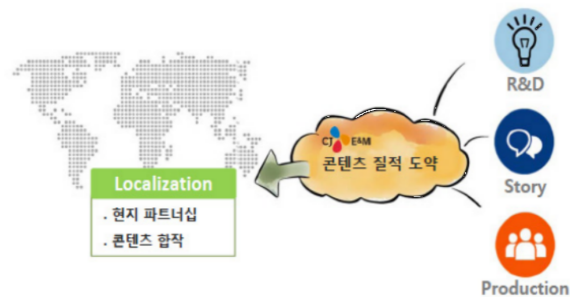 R&D
CJ E&M
콘텐츠 질적 도약
Localization
. 현지 파트너십
. 콘텐츠 합작
Story
Production